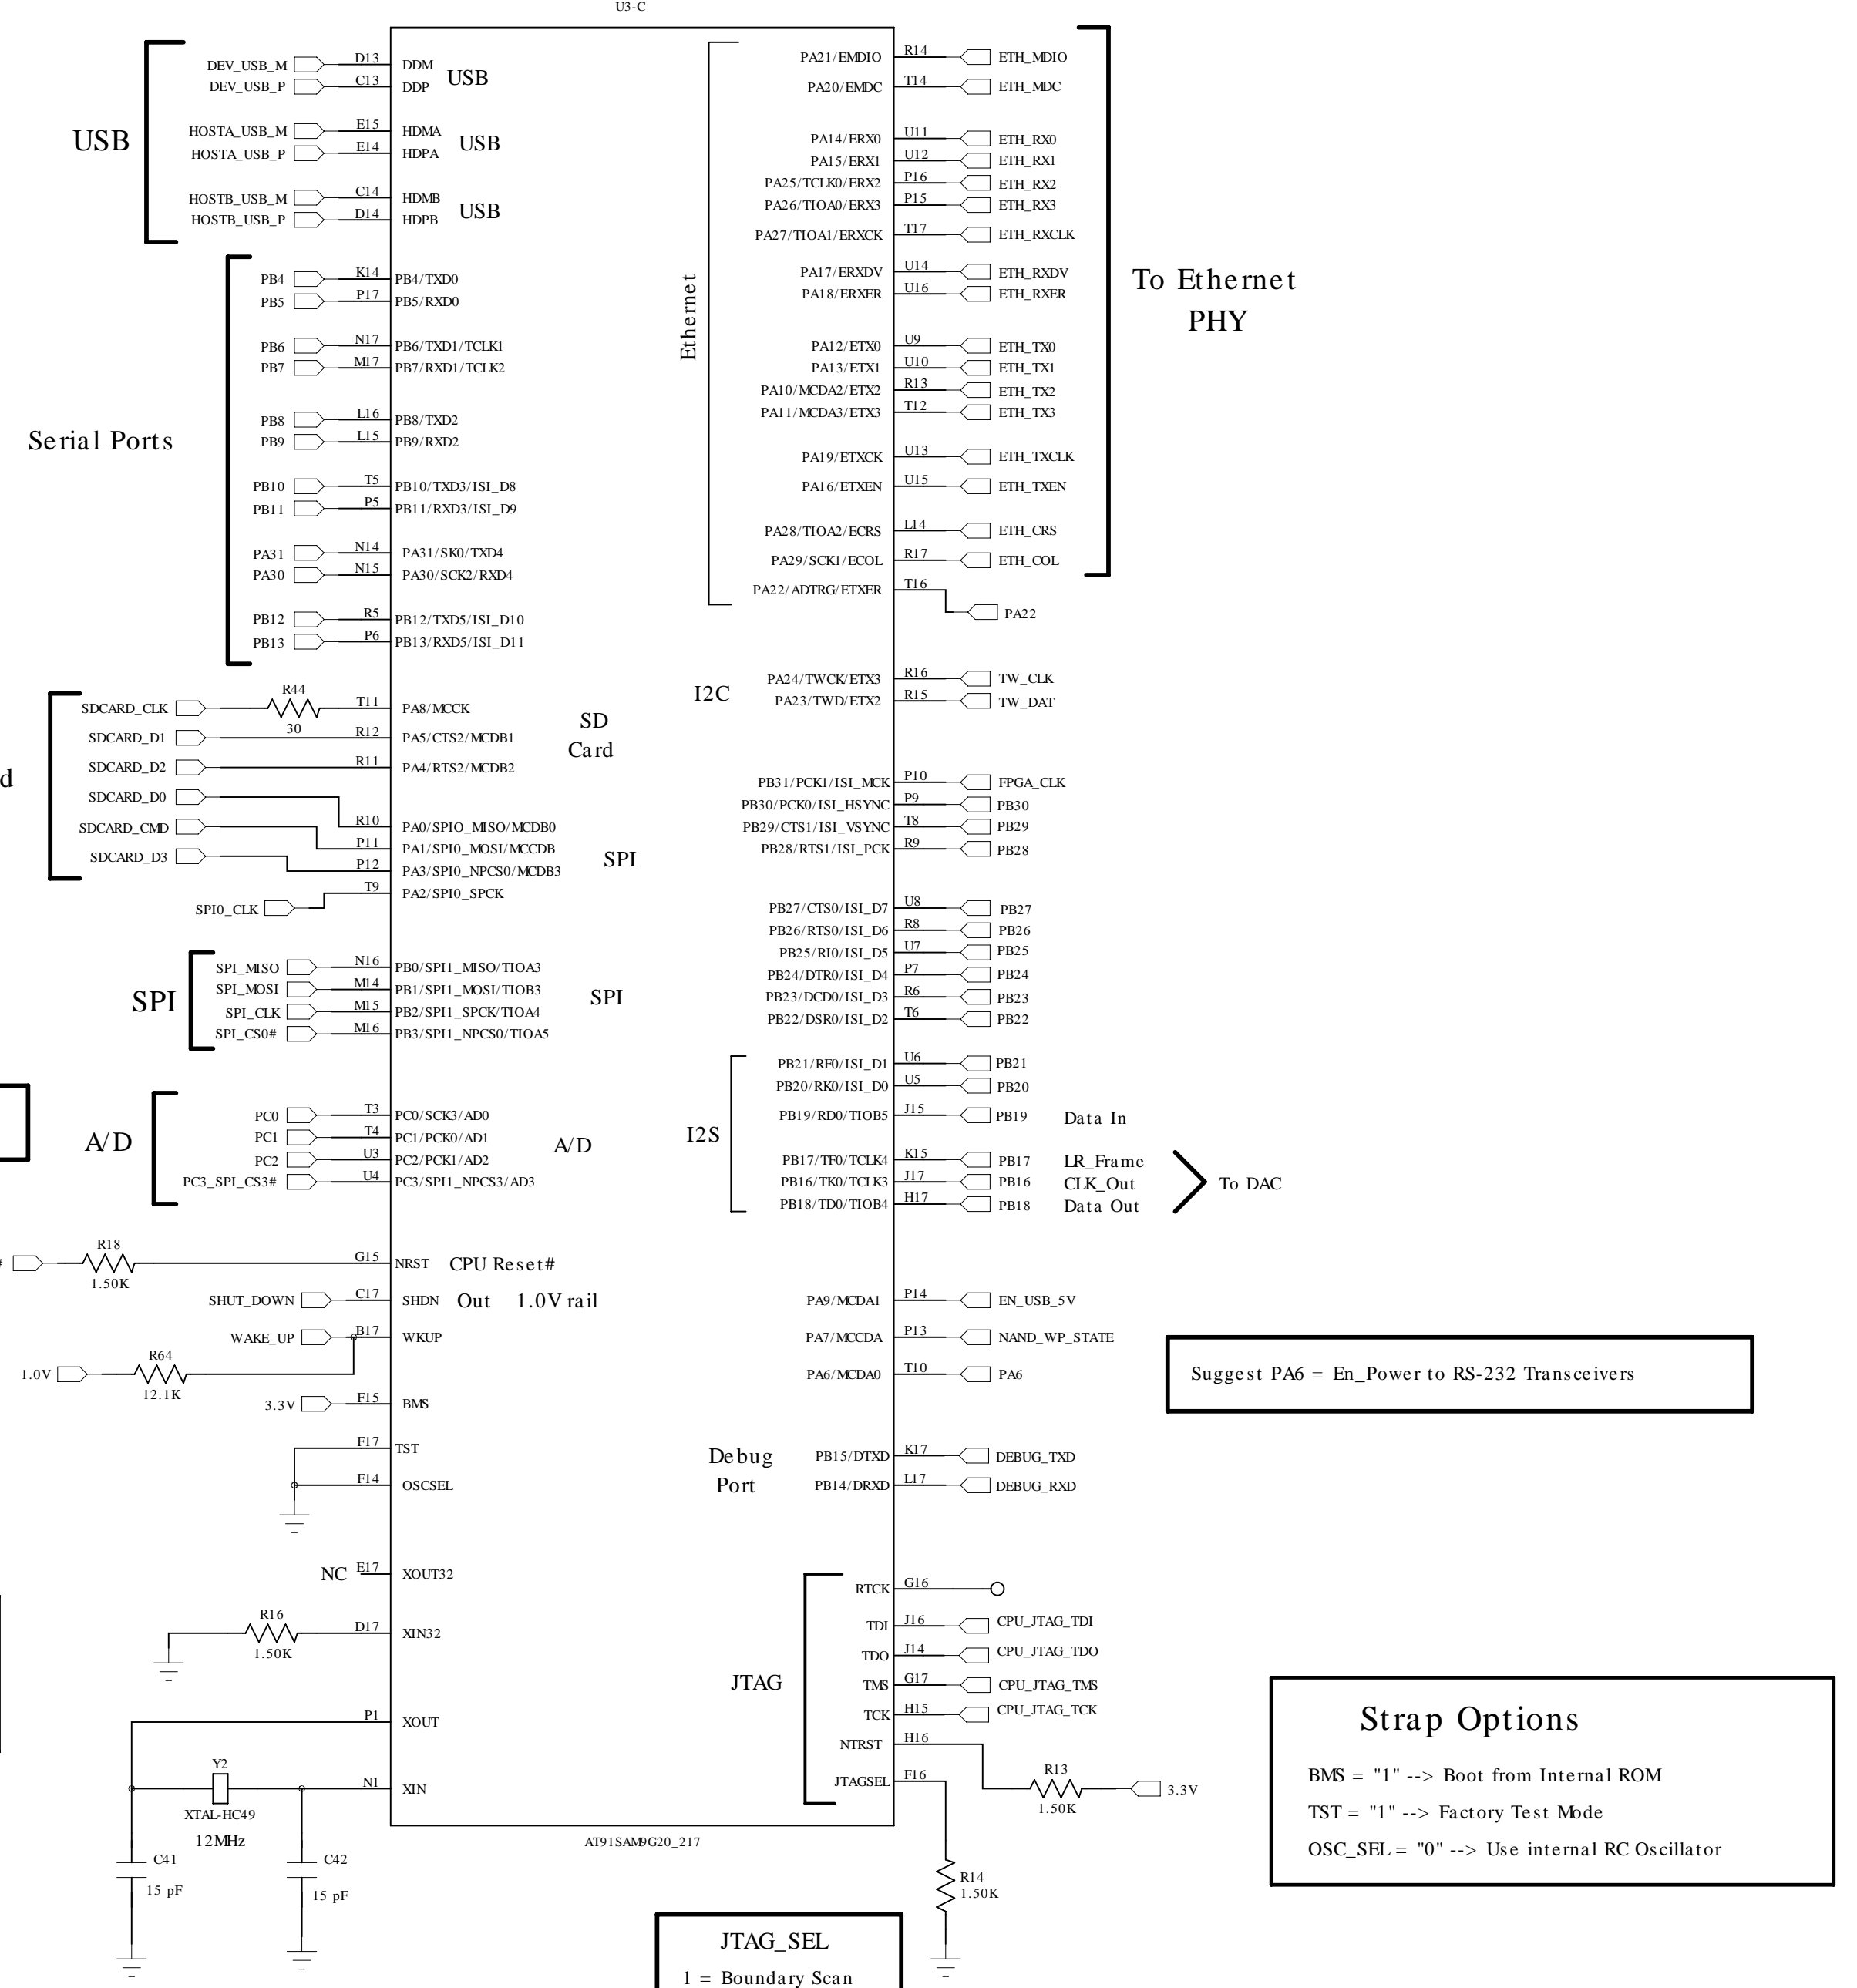 U3-C
USB
DEV_USB_M D13 DDM
DEV_USB_P C13 DDP
USB
HOSTA_USB_M E15 HDMA
HOSTA_USB_P E14 HDPA
USB
HOSTB_USB_M C14 HDMB
HOSTB_USB_P D14 HDPB
USB
Serial Ports
PB4 K14 PB4/TXD0
PB5 P17 PB5/RXD0
PB6 N17 PB6/TXD1/TCLK1
PB7 M17 PB7/RXD1/TCLK2
PB8 L16 PB8/TXD2
PB9 L15 PB9/RXD2
PB10 T5 PB10/TXD3/ISI_D8
PB11 P5 PB11/RXD3/ISI_D9
PA31 N14 PA31/SK0/TXD4
PA30 N15 PA30/SCK2/RXD4
PB12 R5 PB12/TXD5/ISI_D10
PB13 P6 PB13/RXD5/ISI_D11
d
R44
SDCARD_CLK T11 PA8/MCCK
30
SDCARD_D1 R12 PA5/CTS2/MCDB1
SDCARD_D2 R11 PA4/RTS2/MCDB2
SD
Card
SDCARD_D0 R10 PA0/SPIO_MISO/MCDB0
SDCARD_CMD P11 PA1/SPI0_MOSI/MCCDB
SDCARD_D3 P12 PA3/SPI0_NPCS0/MCDB3
SPI0_CLK T9 PA2/SPI0_SPCK
SPI
SPI
SPI_MISO N16 PB0/SPI1_MISO/TIOA3
SPI_MOSI M14 PB1/SPI1_MOSI/TIOB3
SPI_CLK M15 PB2/SPI1_SPCK/TIOA4
SPI_CS0# M16 PB3/SPI1_NPCS0/TIOA5
SPI
A/D
PC0 T3 PC0/SCK3/AD0
PC1 T4 PC1/PCK0/AD1
PC2 U3 PC2/PCK1/AD2
PC3_SPI_CS3# U4 PC3/SPI1_NPCS3/AD3
A/D
# R18 1.50K G15 NRST CPU Reset#
SHUT_DOWN C17 SHDN Out 1.0V rail
WAKE_UP B17 WKUP
1.0V R64 12.1K
3.3V F15 BMS
F17 TST
F14 OSCSEL
NC E17 XOUT32
R16 1.50K D17 XIN32
P1 XOUT
Y2 N1 XIN
XTAL-HC49
12MHz
C41 15 pF
C42 15 pF
AT91SAM9G20_217
Ethernet
PA21/EMDIO R14 ETH_MDIO
PA20/EMDC T14 ETH_MDC
PA14/ERX0 U11 ETH_RX0
PA15/ERX1 U12 ETH_RX1
PA25/TCLK0/ERX2 P16 ETH_RX2
PA26/TIOA0/ERX3 P15 ETH_RX3
PA27/TIOA1/ERXCK T17 ETH_RXCLK
PA17/ERXDV U14 ETH_RXDV
PA18/ERXER U16 ETH_RXER
PA12/ETX0 U9 ETH_TX0
PA13/ETX1 U10 ETH_TX1
PA10/MCDA2/ETX2 R13 ETH_TX2
PA11/MCDA3/ETX3 T12 ETH_TX3
PA19/ETXCK U13 ETH_TXCLK
PA16/ETXEN U15 ETH_TXEN
PA28/TIOA2/ECRS L14 ETH_CRS
PA29/SCK1/ECOL R17 ETH_COL
PA22/ADTRG/ETXER T16 PA22
To Ethernet
PHY
I2C
PA24/TWCK/ETX3 R16 TW_CLK
PA23/TWD/ETX2 R15 TW_DAT
PB31/PCK1/ISI_MCK P10 FPGA_CLK
PB30/PCK0/ISI_HSYNC P9 PB30
PB29/CTS1/ISI_VSYNC T8 PB29
PB28/RTS1/ISI_PCK R9 PB28
PB27/CTS0/ISI_D7 U8 PB27
PB26/RTS0/ISI_D6 R8 PB26
PB25/RI0/ISI_D5 U7 PB25
PB24/DTR0/ISI_D4 P7 PB24
PB23/DCD0/ISI_D3 R6 PB23
PB22/DSR0/ISI_D2 T6 PB22
I2S
PB21/RF0/ISI_D1 U6 PB21
PB20/RK0/ISI_D0 U5 PB20
PB19/RD0/TIOB5 J15 PB19 Data In
PB17/TF0/TCLK4 K15 PB17 LR_Frame
PB16/TK0/TCLK3 J17 PB16 CLK_Out
PB18/TD0/TIOB4 H17 PB18 Data Out
To DAC
PA9/MCDA1 P14 EN_USB_5V
PA7/MCCDA P13 NAND_WP_STATE
PA6/MCDA0 T10 PA6
Suggest PA6 = En_Power to RS-232 Transceivers
Debug
Port
PB15/DTXD K17 DEBUG_TXD
PB14/DRXD L17 DEBUG_RXD
JTAG
RTCK G16
TDI J16 CPU_JTAG_TDI
TDO J14 CPU_JTAG_TDO
TMS G17 CPU_JTAG_TMS
TCK H15 CPU_JTAG_TCK
NTRST H16
JTAGSEL F16
R13 1.50K 3.3V
R14
1.50K
Strap Options
BMS = "1" --> Boot from Internal ROM
TST = "1" --> Factory Test Mode
OSC_SEL = "0" --> Use internal RC Oscillator
JTAG_SEL
1 = Boundary Scan